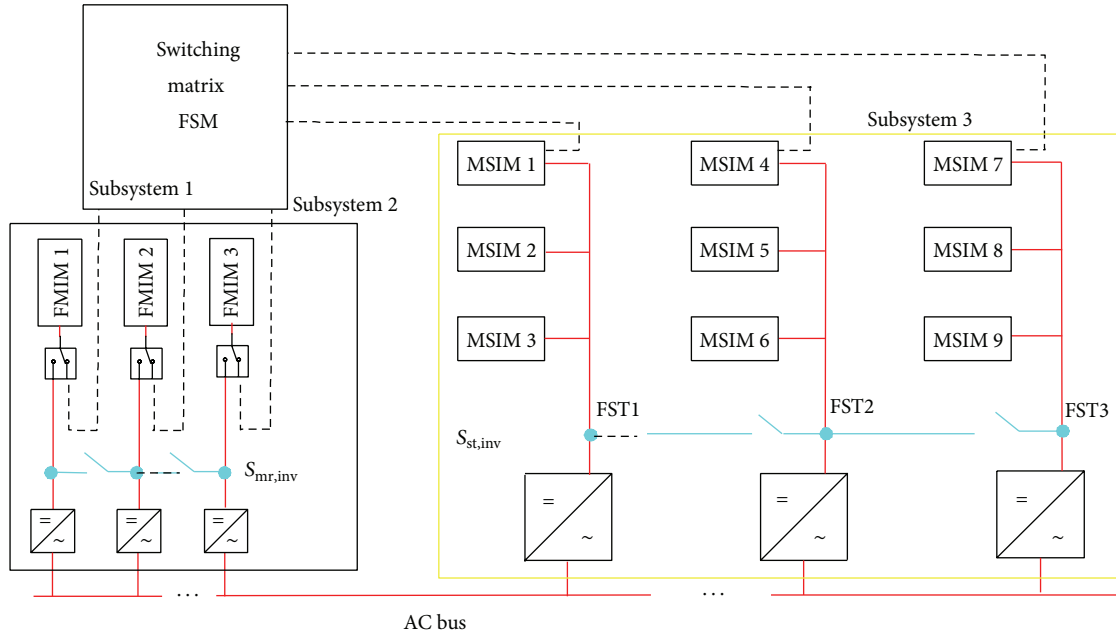 Switching
matrix
FSM
Subsystem 1
Subsystem 2
Subsystem 3
FMIM 1
FMIM 2
FMIM 3
MSIM 1
MSIM 4
MSIM 7
MSIM 2
MSIM 5
MSIM 8
MSIM 3
MSIM 6
MSIM 9
FST1
FST2
FST3
Sst,inv
Smr,inv
=
~
=
~
=
~
=
~
=
~
=
~
...
...
AC bus